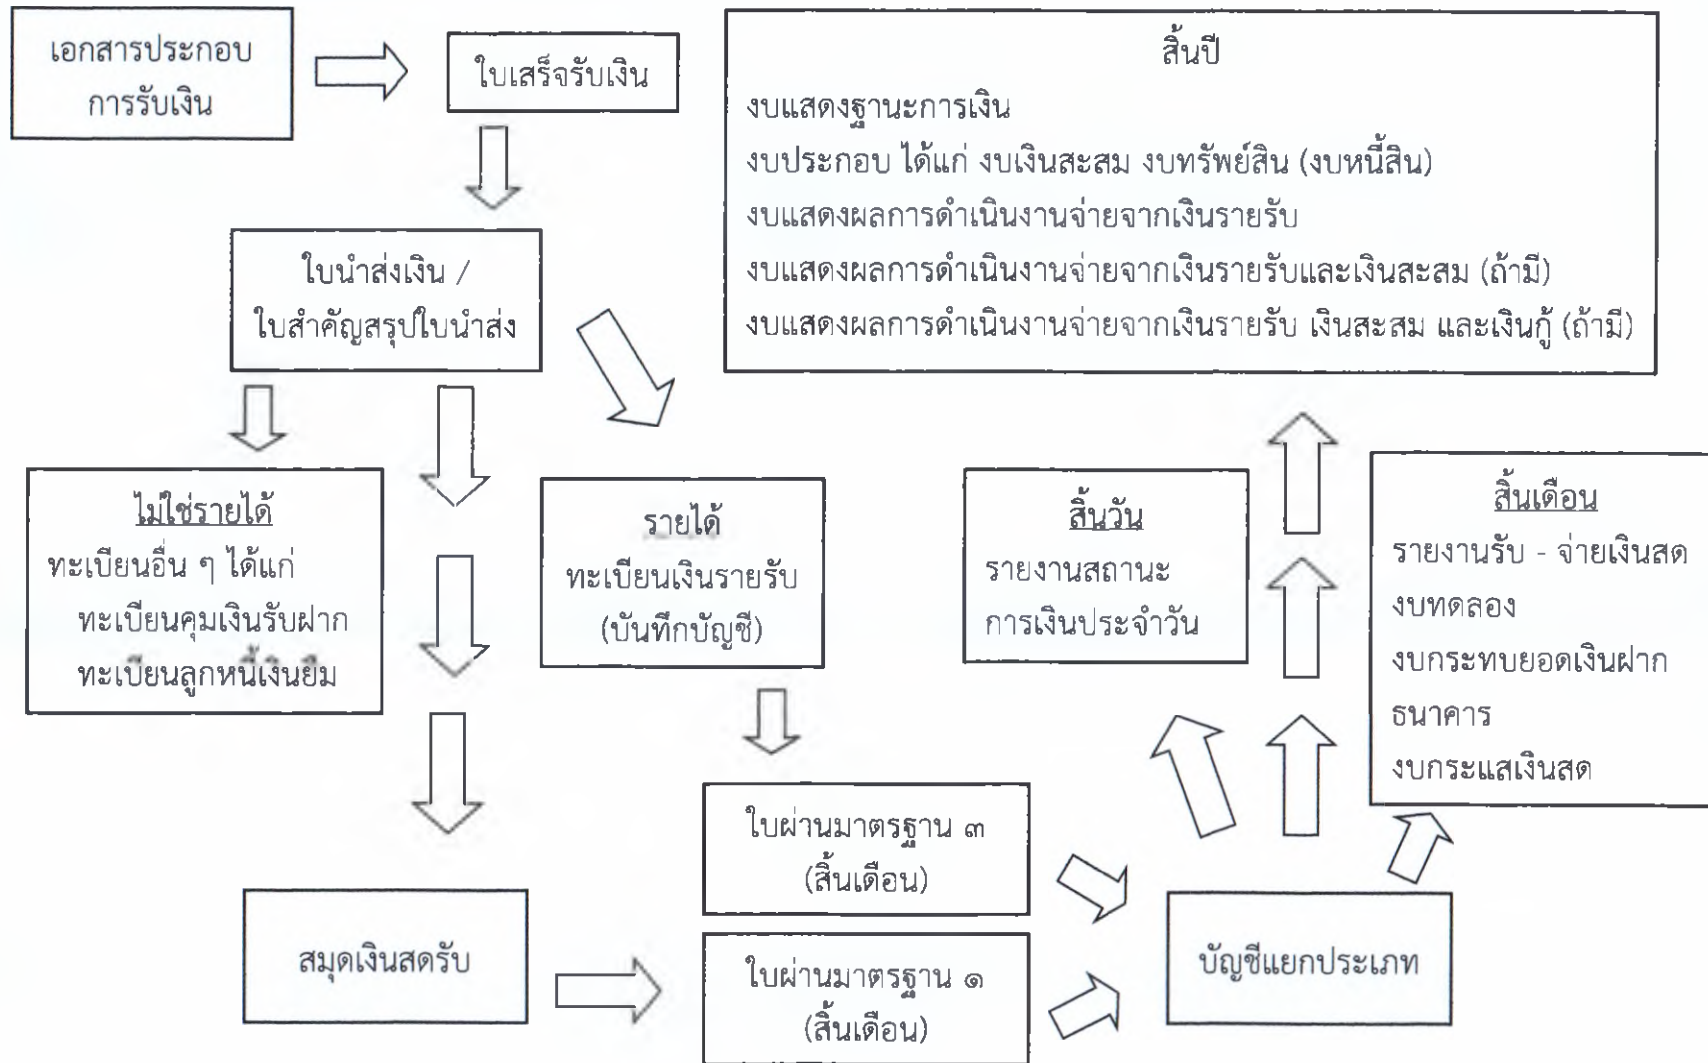 เอกสารประกอบ
การรับเงิน
ใบเสร็จรับเงิน
ใบนำส่งเงิน /
ใบสำคัญสรุปใบนำส่ง
สิ้นปี
งบแสดงฐานะการเงิน
งบประกอบ ได้แก่ งบเงินสะสม งบทรัพย์สิน (งบหนี้สิน)
งบแสดงผลการดำเนินงานจ่ายจากเงินรายรับ
งบแสดงผลการดำเนินงานจ่ายจากเงินรายรับและเงินสะสม (ถ้ามี)
งบแสดงผลการดำเนินงานจ่ายจากเงินรายรับ เงินสะสม และเงินกู้ (ถ้ามี)
ไม่ใช่รายได้
ทะเบียนอื่น ๆ ได้แก่
ทะเบียนคุมเงินรับฝาก
ทะเบียนลูกหนี้เงินยืม
รายได้
ทะเบียนเงินรายรับ
(บันทึกบัญชี)
สิ้นวัน
รายงานสถานะ
การเงินประจำวัน
สิ้นเดือน
รายงานรับ - จ่ายเงินสด
งบทดลอง
งบกระทบยอดเงินฝาก
ธนาคาร
งบกระแสเงินสด
ใบผ่านมาตรฐาน ๓
(สิ้นเดือน)
สมุดเงินสดรับ
ใบผ่านมาตรฐาน ๑
(สิ้นเดือน)
บัญชีแยกประเภท